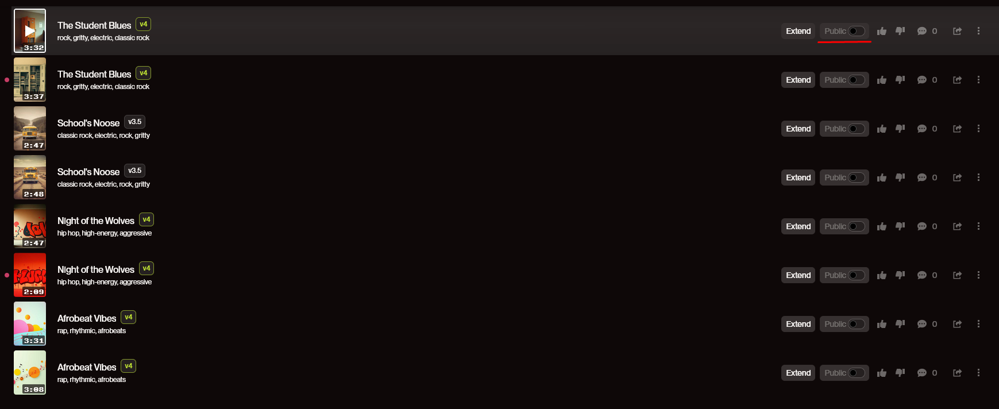 The Student Blues v4
rock, gritty, electric, classic rock
3:32
Extend Public 0
The Student Blues v4
rock, gritty, electric, classic rock
3:37
Extend Public 0
School's Noose v3.5
classic rock, electric, rock, gritty
2:47
Extend Public 0
School's Noose v3.5
classic rock, electric, rock, gritty
2:48
Extend Public 0
Night of the Wolves v4
hip hop, high-energy, aggressive
2:47
Extend Public 0
Night of the Wolves v4
hip hop, high-energy, aggressive
2:09
Extend Public 0
Afrobeat Vibes v4
rap, rhythmic, afrobeats
3:31
Extend Public 0
Afrobeat Vibes v4
rap, rhythmic, afrobeats
3:08
Extend Public 0